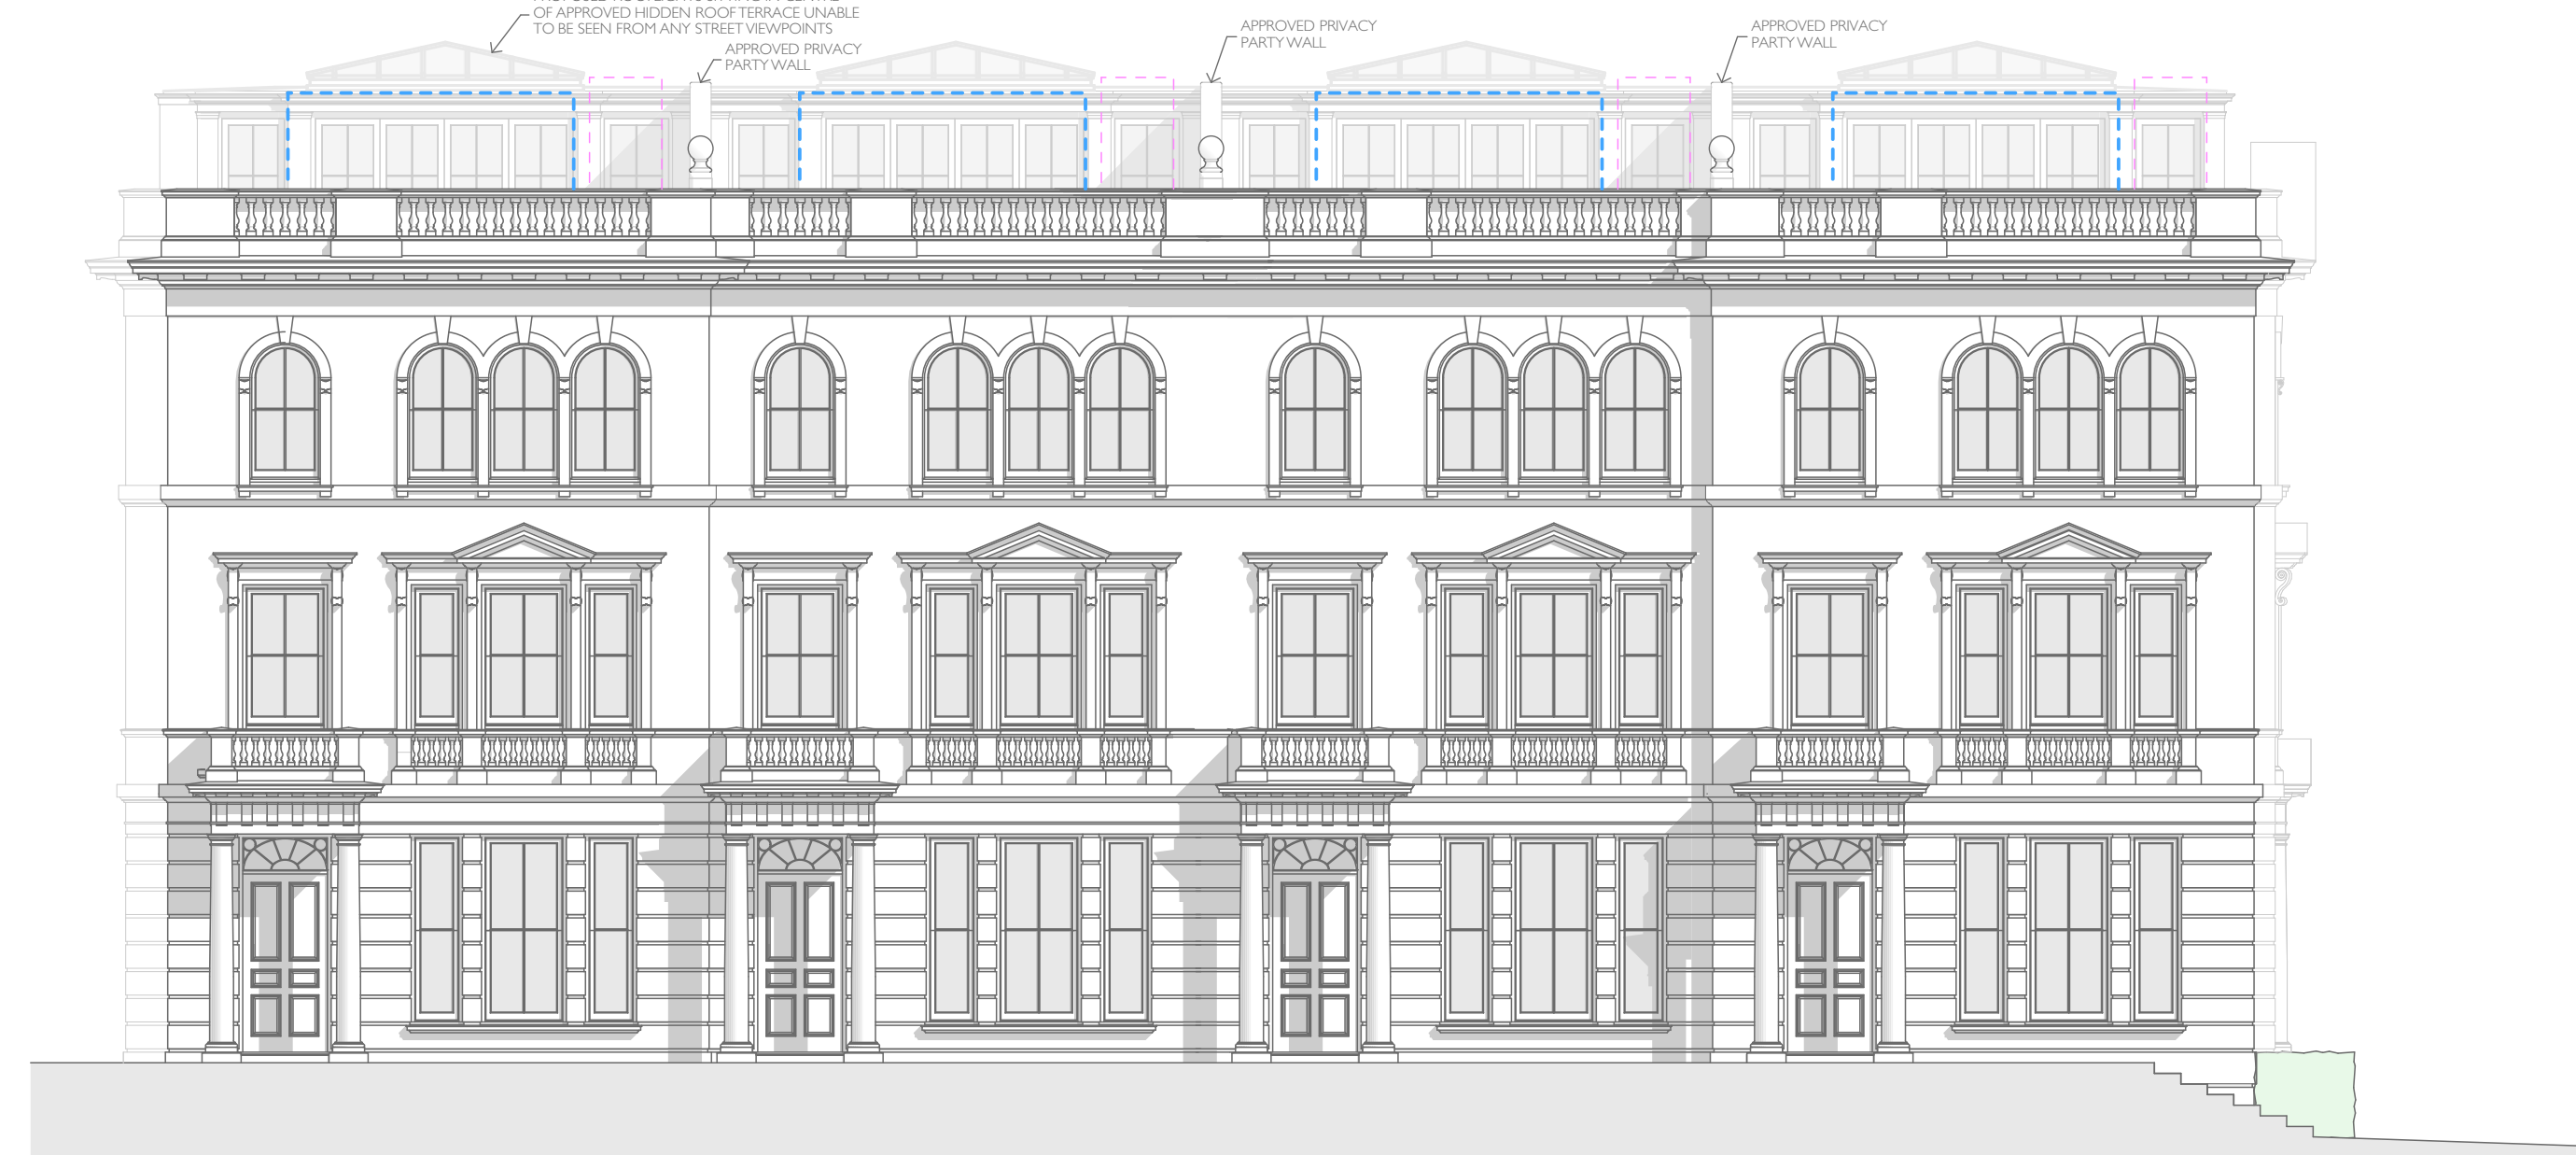 OF APPROVED HIDDEN ROOF TERRACE UNABLE
TO BE SEEN FROM ANY STREET VIEWPOINTS
APPROVED PRIVACY
PARTY WALL
APPROVED PRIVACY
PARTY WALL
APPROVED PRIVACY
PARTY WALL